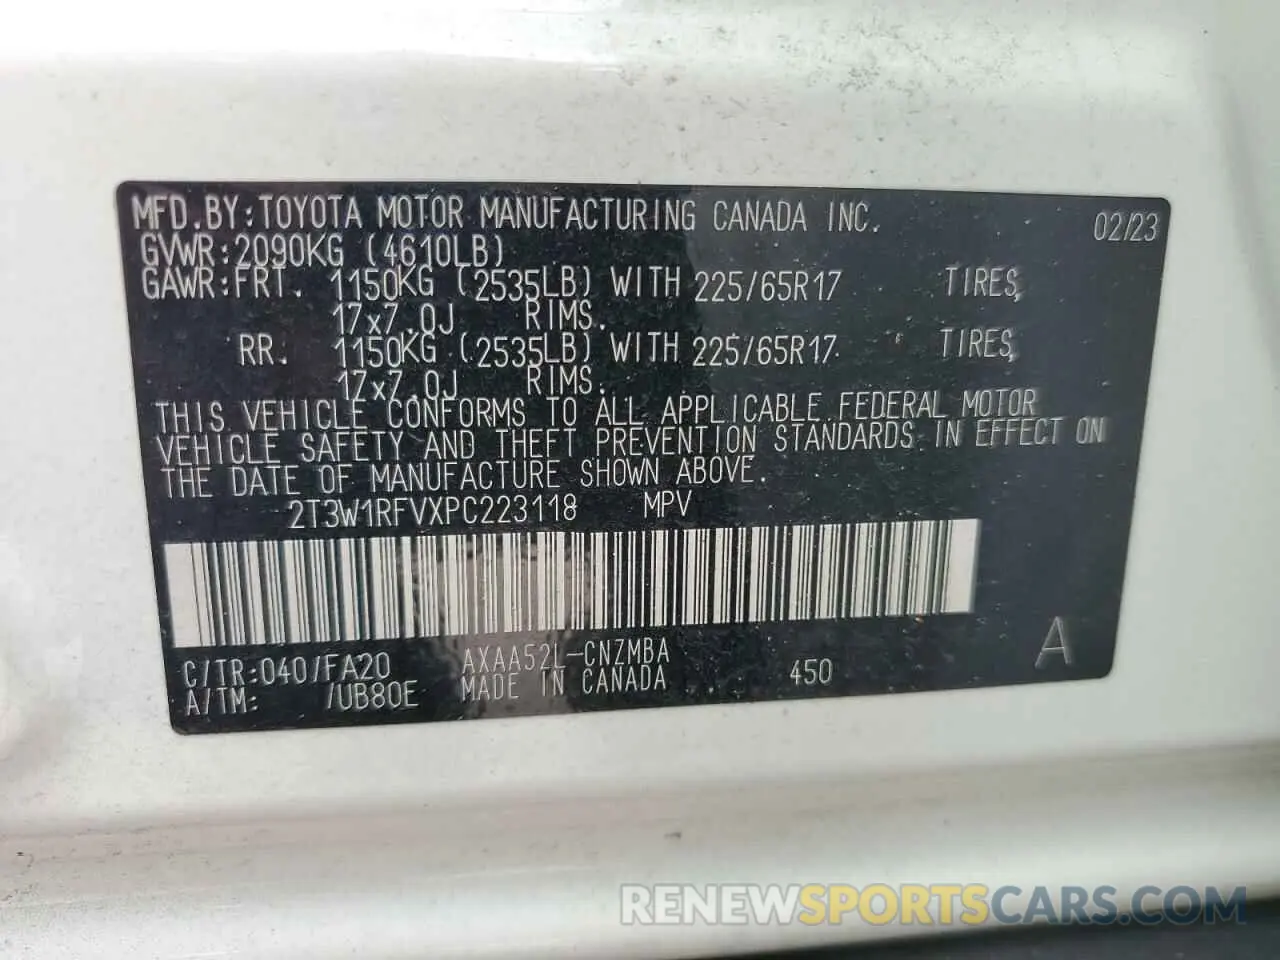 MFD.BY:TOYOTA MOTOR MANUFACTURING CANADA INC. 02/23
GVWR:2090KG (4610LB)
GAWR:FRT. 1150KG (2535LB) WITH 225/65R17 TIRES,
17x7.0J RIMS.
RR. 1150KG (2535LB) WITH 225/65R17 TIRES,
17x7.0J RIMS.
THIS VEHICLE CONFORMS TO ALL APPLICABLE FEDERAL MOTOR
VEHICLE SAFETY AND THEFT PREVENTION STANDARDS IN EFFECT ON
THE DATE OF MANUFACTURE SHOWN ABOVE.
2T3W1RFVXPC223118 MPV
C/TR:040/FA20 AXAA52L-CNZMBA A
A/TM: /UB80E MADE IN CANADA 450
RENEWSPORTSCARS.COM